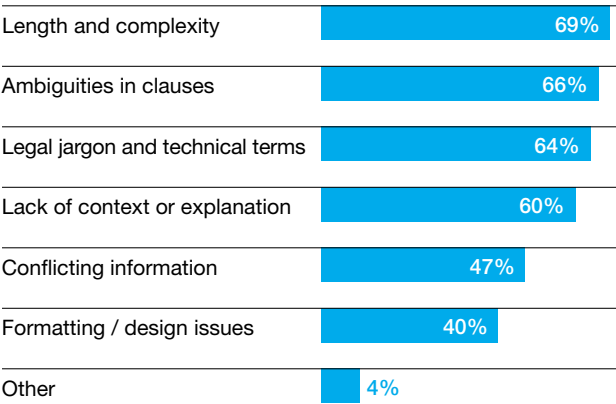 Length and complexity 69%
Ambiguities in clauses 66%
Legal jargon and technical terms 64%
Lack of context or explanation 60%
Conflicting information 47%
Formatting / design issues 40%
Other 4%